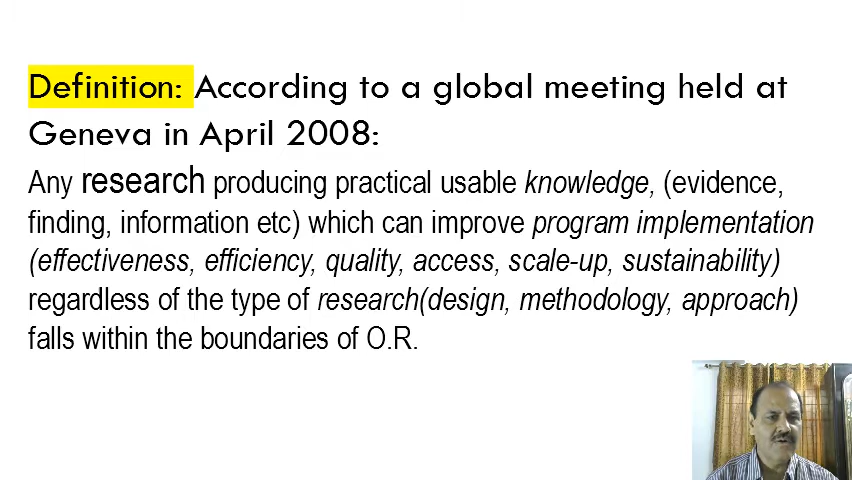 Definition: According to a global meeting held at
Geneva in April 2008:
Any research producing practical usable knowledge, (evidence,
finding, information etc) which can improve program implementation
(effectiveness, efficiency, quality, access, scale-up, sustainability)
regardless of the type of research(design, methodology, approach)
falls within the boundaries of O.R.